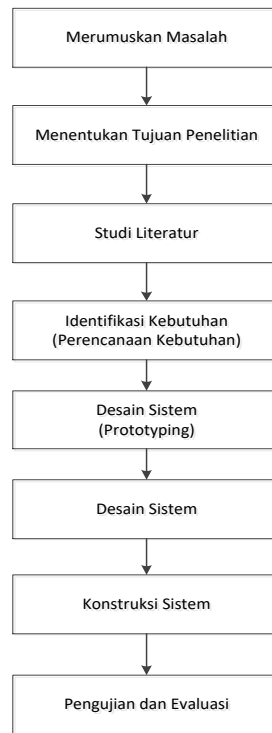 Merumuskan Masalah
Menentukan Tujuan Penelitian
Studi Literatur
Identifikasi Kebutuhan
(Perencanaan Kebutuhan)
Desain Sistem
(Prototyping)
Desain Sistem
Konstruksi Sistem
Pengujian dan Evaluasi